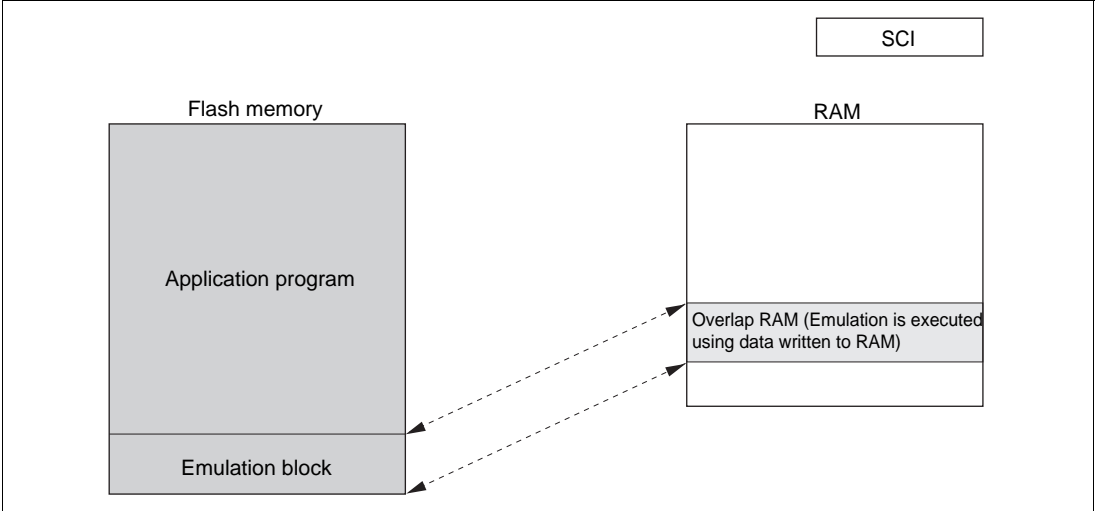 SCI
Flash memory
RAM
Application program
Overlap RAM (Emulation is executed
using data written to RAM)
Emulation block